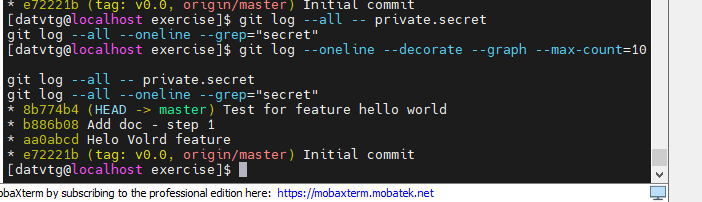 * e72221b (tag: v0.0, origin/master) Initial commit
[datvtg@localhost exercise]$ git log --all -- private.secret
git log --all --oneline --grep="secret"
[datvtg@localhost exercise]$ git log --oneline --decorate --graph --max-count=10
git log --all -- private.secret
git log --all --oneline --grep="secret"
* 8b774b4 (HEAD -> master) Test for feature hello world
* b886b08 Add doc - step 1
* aa0abcd Helo Volrd feature
* e72221b (tag: v0.0, origin/master) Initial commit
[datvtg@localhost exercise]$
obaXterm by subscribing to the professional edition here: https://mobaxterm.mobatek.net